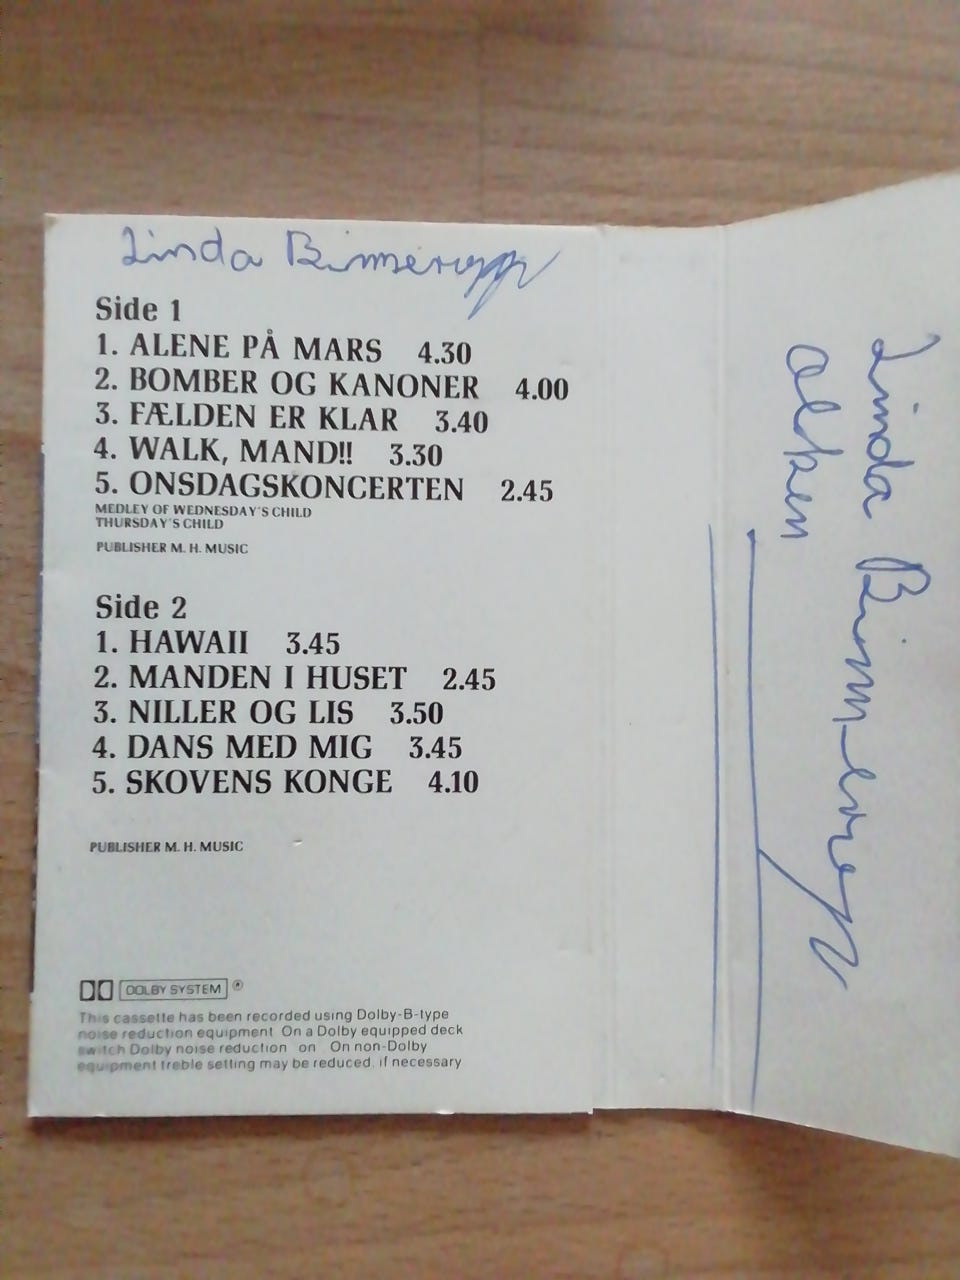 Linda
Side 1
1. ALENE PÅ MARS 4.30
2. BOMBER OG KANONER 4.00
3. FÆLDEN ER KLAR 3.40
4. WALK, MAND!! 3.30
5. ONSDAGSKONCERTEN 2.45
MEDLEY OF WEDNESDAY'S CHILD
THURSDAY'S CHILD
PUBLISHER M. H. MUSIC
Side 2
1. HAWAII 3.45
2. MANDEN I HUSET 2.45
3. NILLER OG LIS 3.50
4. DANS MED MIG 3.45
5. SKOVENS KONGE 4.10
PUBLISHER M. H. MUSIC
DOLBY SYSTEM ®
This cassette has been recorded using Dolby-B-type
noise reduction equipment. On a Dolby equipped deck
switch Dolby noise reduction on On non-Dolby
equipment treble setting may be reduced, if necessary
Linda
alken